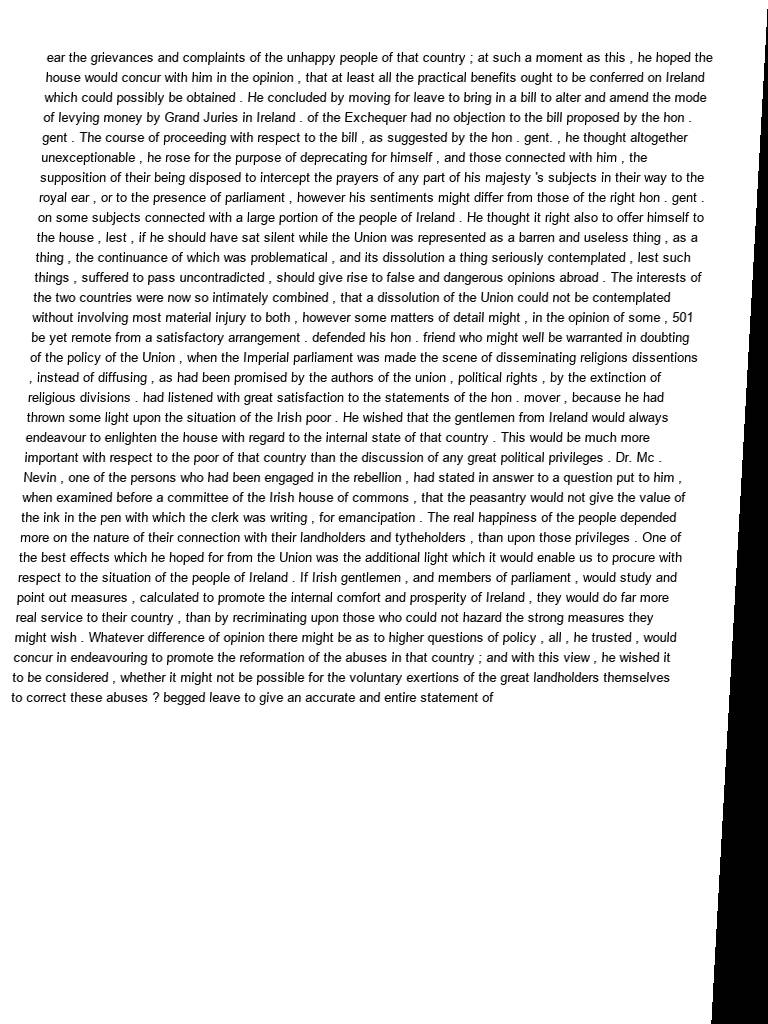 ear the grievances and complaints of the unhappy people of that country ; at such a moment as this , he hoped the
house would concur with him in the opinion , that at least all the practical benefits ought to be conferred on Ireland
which could possibly be obtained . He concluded by moving for leave to bring in a bill to alter and amend the mode
of levying money by Grand Juries in Ireland . of the Exchequer had no objection to the bill proposed by the hon .
gent . The course of proceeding with respect to the bill , as suggested by the hon . gent. , he thought altogether
unexceptionable , he rose for the purpose of deprecating for himself , and those connected with him , the
supposition of their being disposed to intercept the prayers of any part of his majesty 's subjects in their way to the
royal ear , or to the presence of parliament , however his sentiments might differ from those of the right hon . gent .
on some subjects connected with a large portion of the people of Ireland . He thought it right also to offer himself to
the house , lest , if he should have sat silent while the Union was represented as a barren and useless thing , as a
thing , the continuance of which was problematical , and its dissolution a thing seriously contemplated , lest such
things , suffered to pass uncontradicted , should give rise to false and dangerous opinions abroad . The interests of
the two countries were now so intimately combined , that a dissolution of the Union could not be contemplated
without involving most material injury to both , however some matters of detail might , in the opinion of some , 501
be yet remote from a satisfactory arrangement . defended his hon . friend who might well be warranted in doubting
of the policy of the Union , when the Imperial parliament was made the scene of disseminating religions dissentions
, instead of diffusing , as had been promised by the authors of the union , political rights , by the extinction of
religious divisions . had listened with great satisfaction to the statements of the hon . mover , because he had
thrown some light upon the situation of the Irish poor . He wished that the gentlemen from Ireland would always
endeavour to enlighten the house with regard to the internal state of that country . This would be much more
important with respect to the poor of that country than the discussion of any great political privileges . Dr. Mc .
Nevin , one of the persons who had been engaged in the rebellion , had stated in answer to a question put to him ,
when examined before a committee of the Irish house of commons , that the peasantry would not give the value of
the ink in the pen with which the clerk was writing , for emancipation . The real happiness of the people depended
more on the nature of their connection with their landholders and tytheholders , than upon those privileges . One of
the best effects which he hoped for from the Union was the additional light which it would enable us to procure with
respect to the situation of the people of Ireland . If Irish gentlemen , and members of parliament , would study and
point out measures , calculated to promote the internal comfort and prosperity of Ireland , they would do far more
real service to their country , than by recriminating upon those who could not hazard the strong measures they
might wish . Whatever difference of opinion there might be as to higher questions of policy , all , he trusted , would
concur in endeavouring to promote the reformation of the abuses in that country ; and with this view , he wished it
to be considered , whether it might not be possible for the voluntary exertions of the great landholders themselves
to correct these abuses ? begged leave to give an accurate and entire statement of